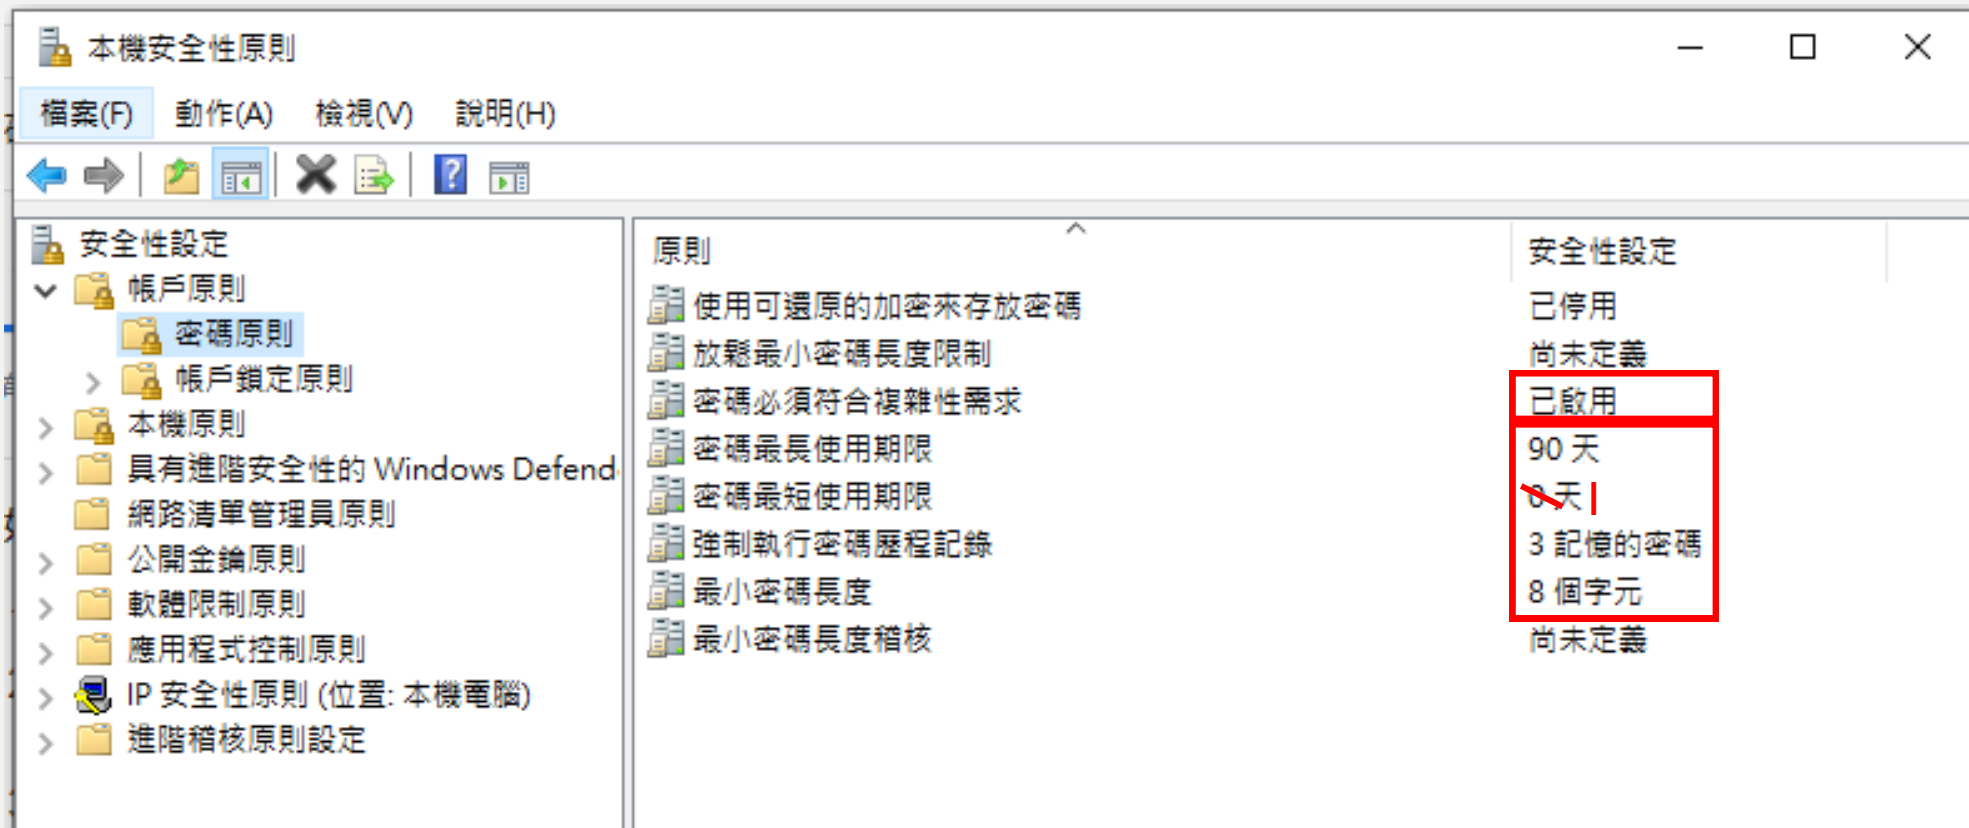 本機安全性原則
檔案(F) 動作(A) 檢視(V) 說明(H)
安全性設定
帳戶原則
密碼原則
帳戶鎖定原則
本機原則
具有進階安全性的 Windows Defend
網路清單管理員原則
公開金鑰原則
軟體限制原則
應用程式控制原則
IP 安全性原則 (位置: 本機電腦)
進階稽核原則設定
原則 安全性設定
使用可還原的加密來存放密碼 已停用
放鬆最小密碼長度限制 尚未定義
密碼必須符合複雜性需求 已啟用
密碼最長使用期限 90 天
密碼最短使用期限 0 天 1
強制執行密碼歷程記錄 3 記憶的密碼
最小密碼長度 8 個字元
最小密碼長度稽核 尚未定義